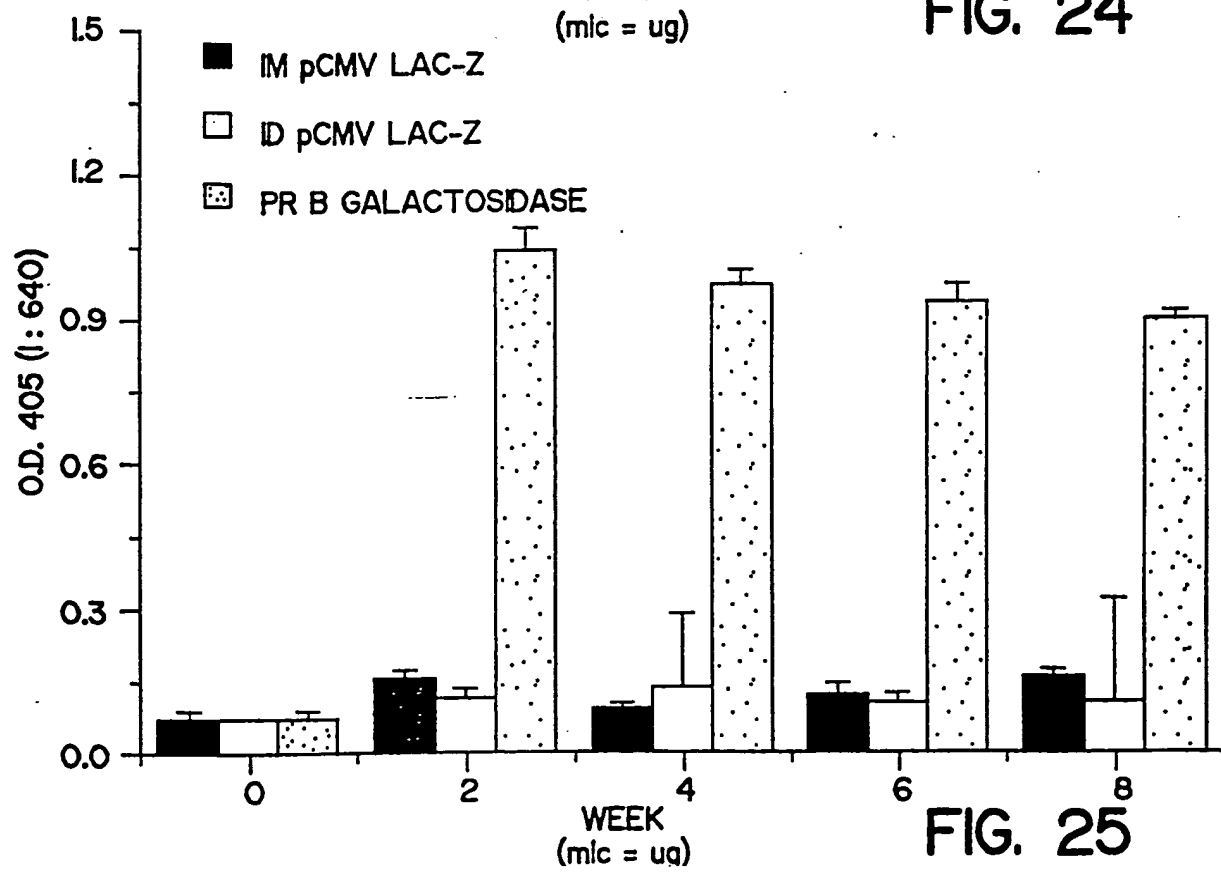 (mic = ug)
FIG. 24
1.5
1.2
0.9
0.6
0.3
0.0
O.D. 405 (1:640)
IM pCMV LAC-Z
ID pCMV LAC-Z
PR B GALACTOSIDASE
0 2 4 6 8
WEEK
(mic = ug)
FIG. 25